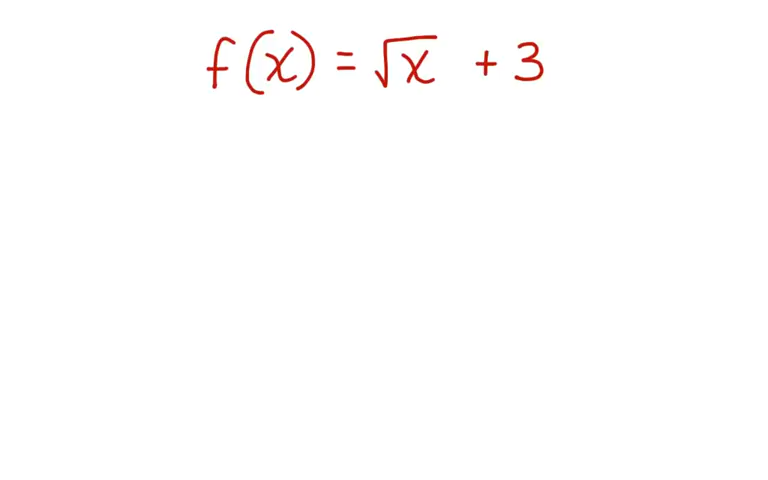 f(x) = √x + 3